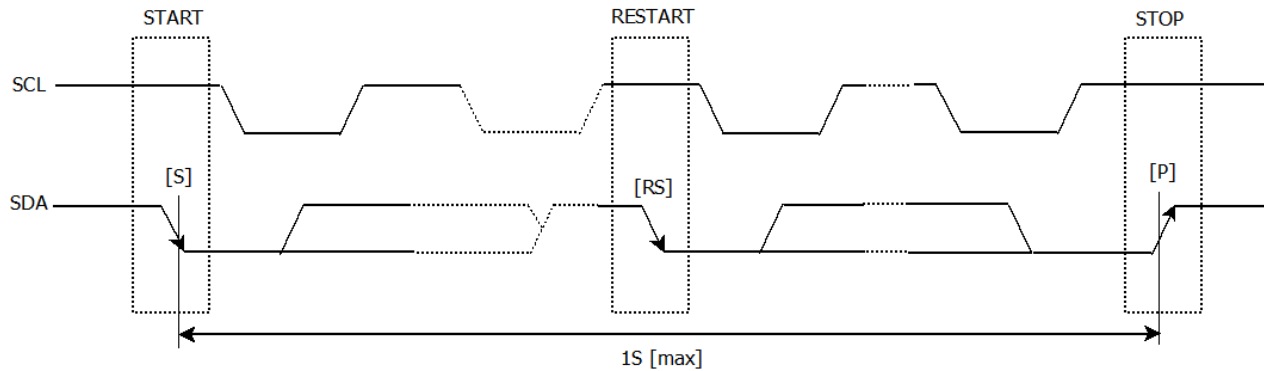 START
RESTART
STOP
SCL
[S]
[RS]
[P]
SDA
1S [max]